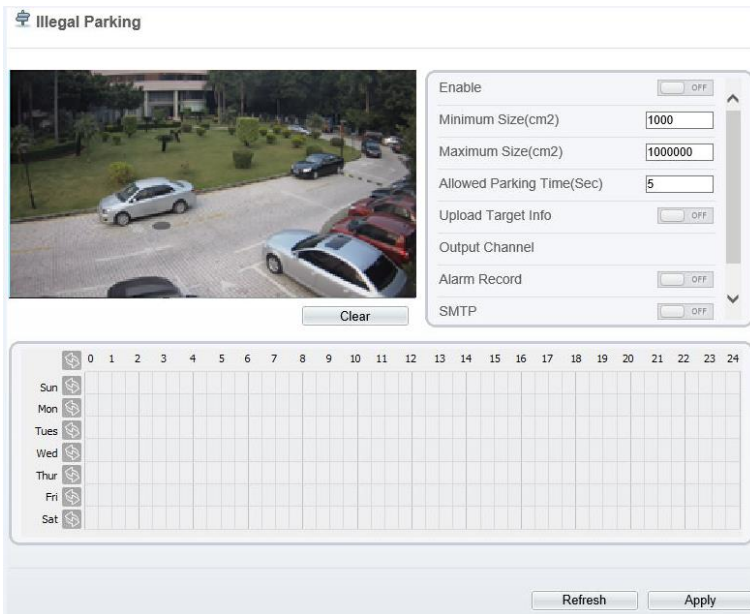 Illegal Parking
Enable OFF
Minimum Size(cm2) 1000
Maximum Size(cm2) 1000000
Allowed Parking Time(Sec) 5
Upload Target Info OFF
Output Channel
Alarm Record OFF
SMTP OFF
Clear
0 1 2 3 4 5 6 7 8 9 10 11 12 13 14 15 16 17 18 19 20 21 22 23 24
Sun
Mon
Tues
Wed
Thur
Fri
Sat
Refresh Apply